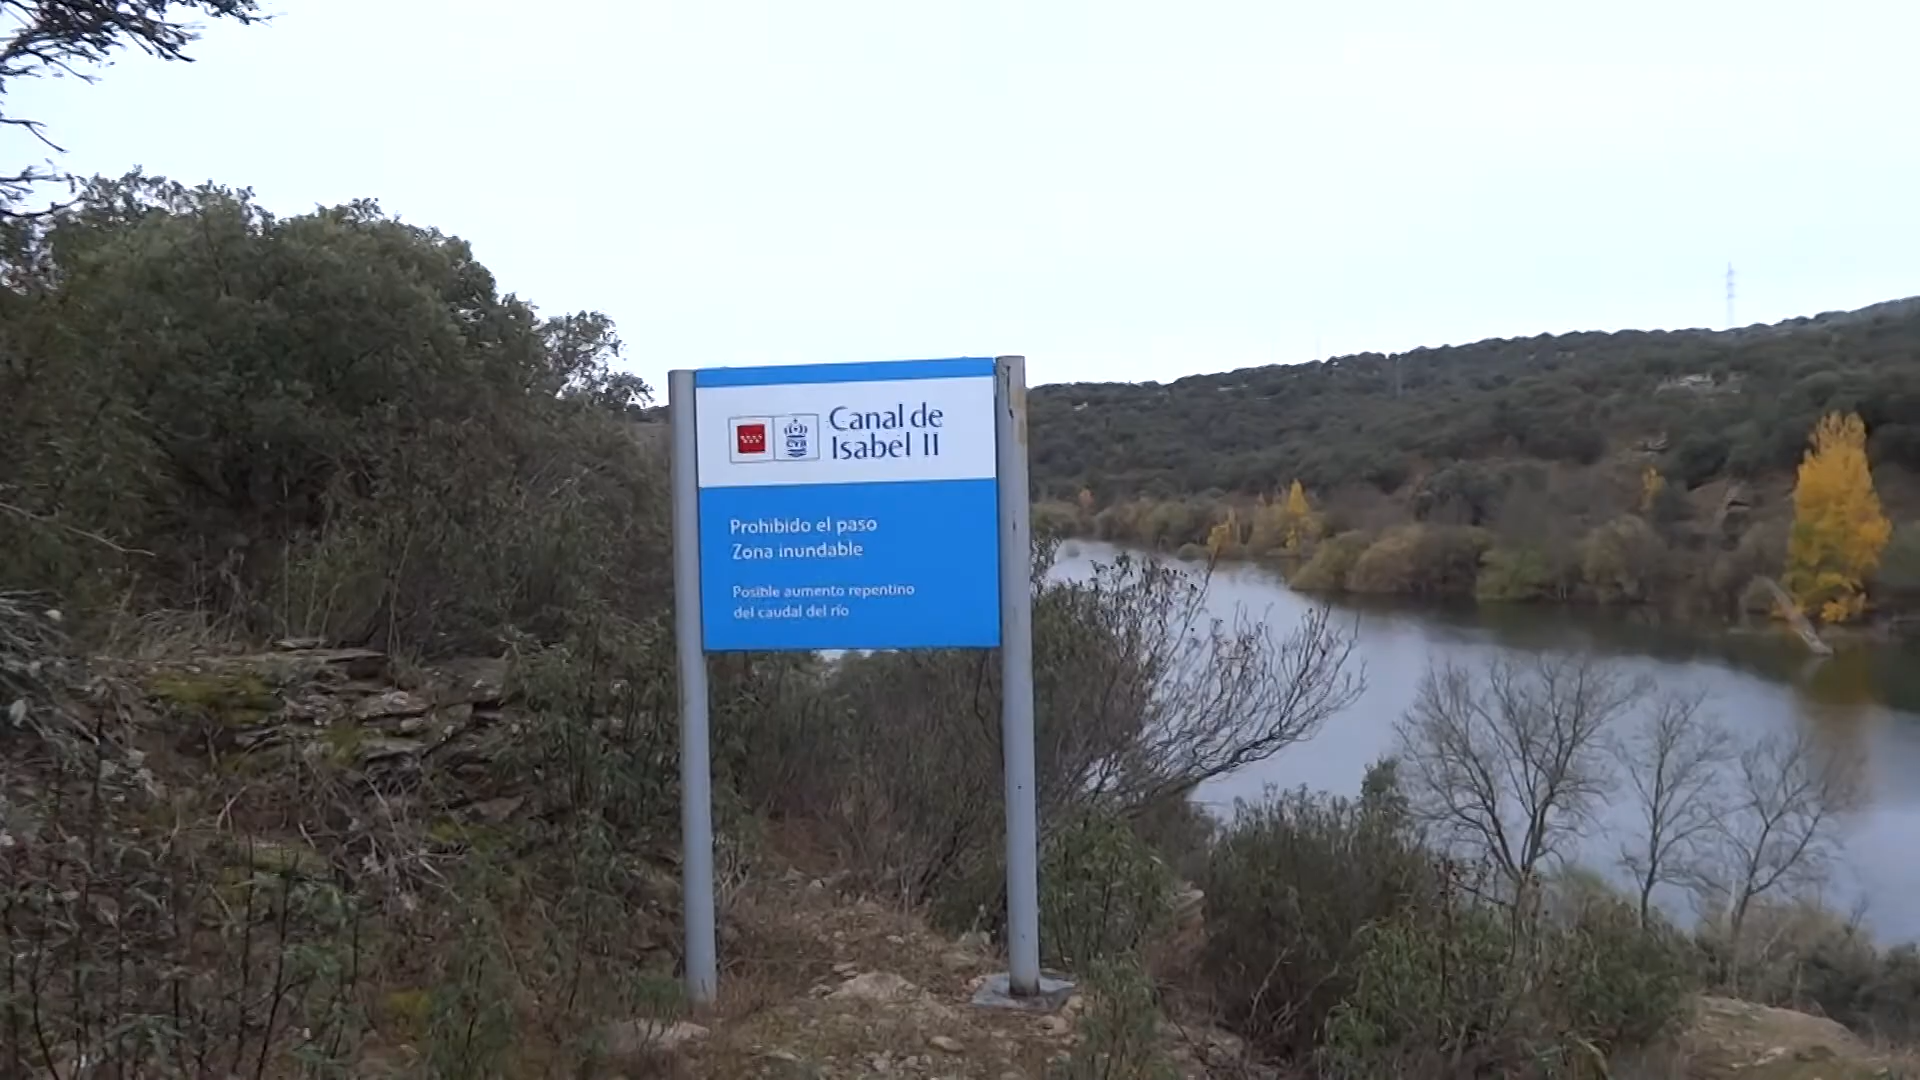 Canal de
Isabel II
Prohibido el paso
Zona inundable
Posible aumento repentino
del caudal del río